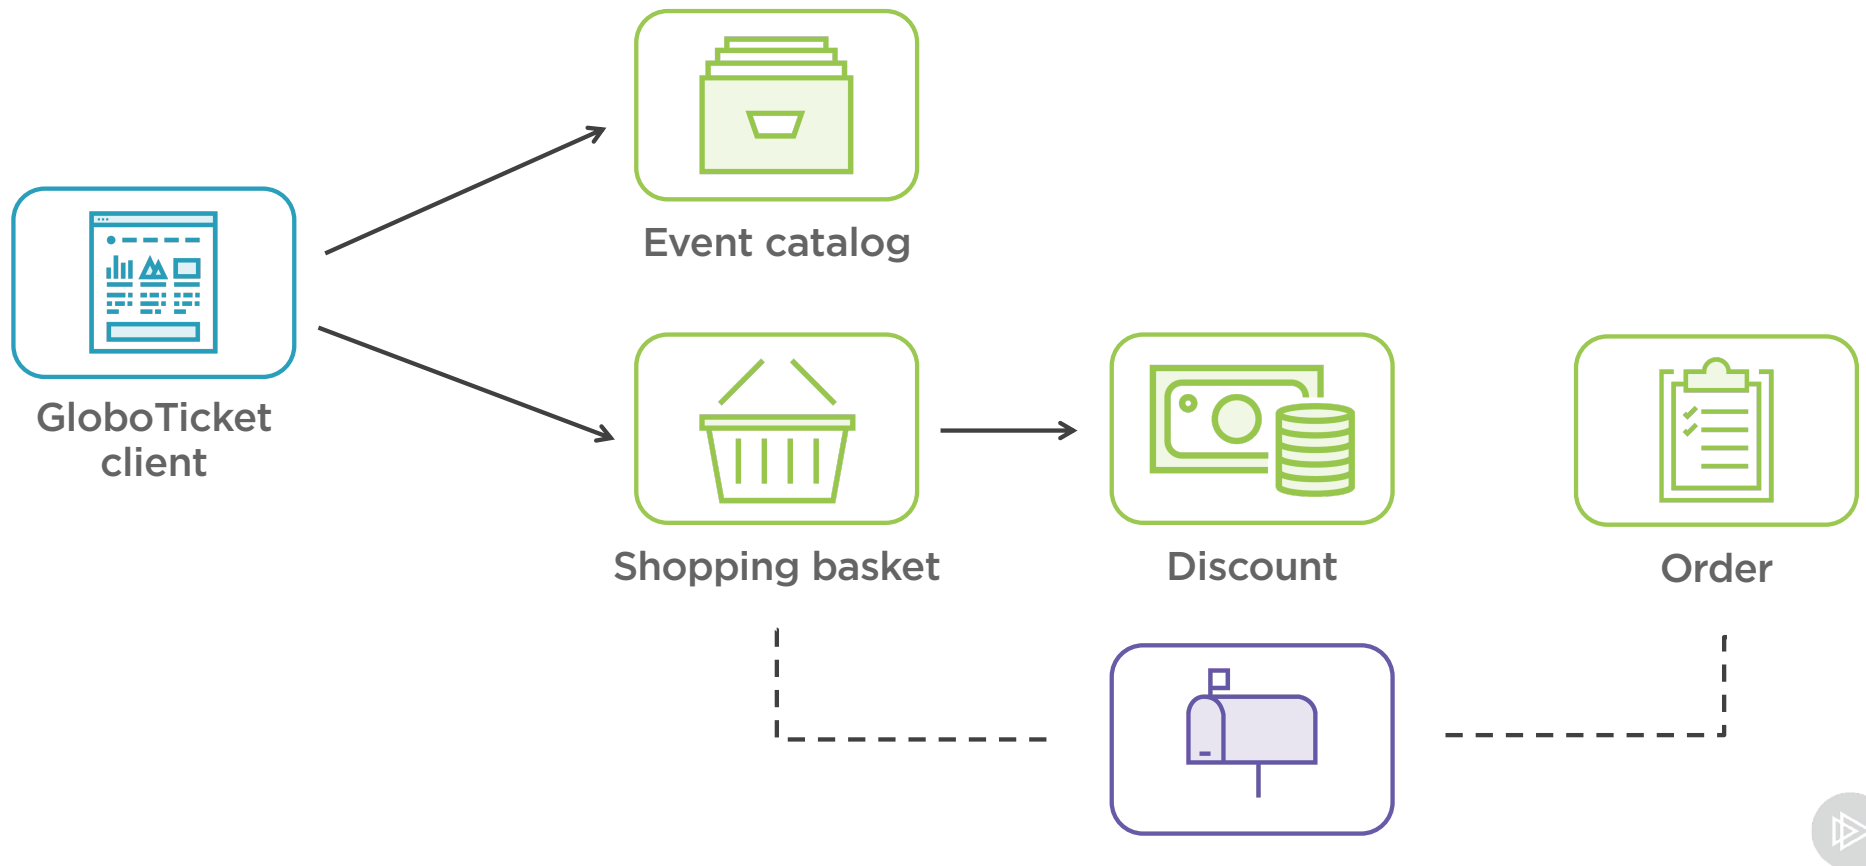 Event catalog
GloboTicket
client
Shopping basket
Discount
Order